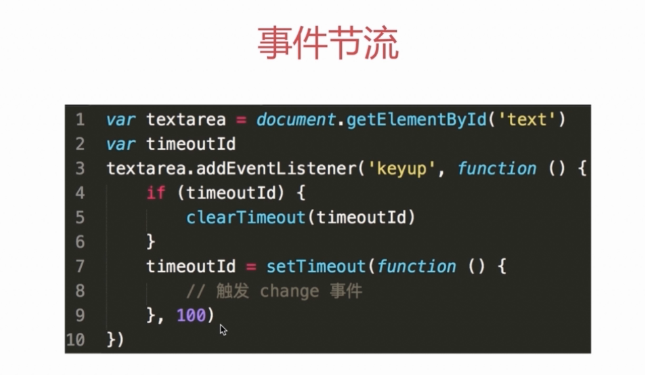 事件节流
1 var textarea = document.getElementById('text')
2 var timeoutId
3 textarea.addEventListener('keyup', function () {
4     if (timeoutId) {
5         clearTimeout(timeoutId)
6     }
7     timeoutId = setTimeout(function () {
8         // 触发 change 事件
9     }, 100)
10 })